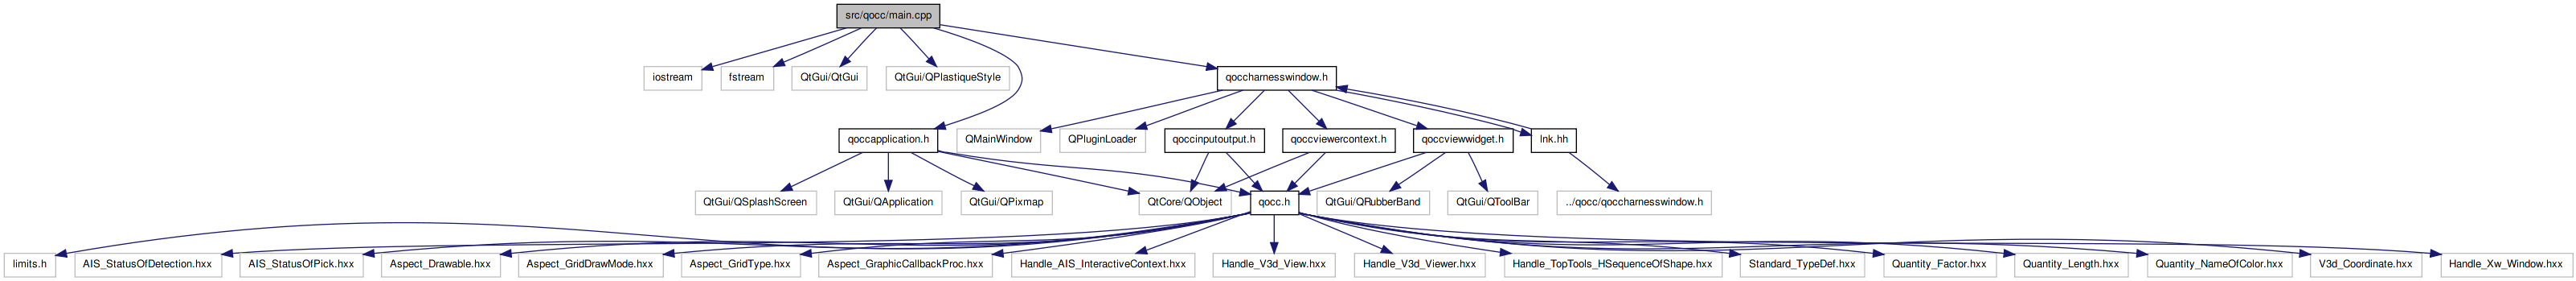 src/qocc/main.cpp
iostream
fstream
QtGui/QtGui
QtGui/QPlastiqueStyle
qoccharnesswindow.h
qoccapplication.h
QMainWindow
QPluginLoader
qoccinputoutput.h
qoccviewercontext.h
qoccviewwidget.h
lnk.hh
QtGui/QSplashScreen
QtGui/QApplication
QtGui/QPixmap
QtCore/QObject
qocc.h
QtGui/QRubberBand
QtGui/QToolBar
../qocc/qoccharnesswindow.h
limits.h
AIS_StatusOfDetection.hxx
AIS_StatusOfPick.hxx
Aspect_Drawable.hxx
Aspect_GridDrawMode.hxx
Aspect_GridType.hxx
Aspect_GraphicCallbackProc.hxx
Handle_AIS_InteractiveContext.hxx
Handle_V3d_View.hxx
Handle_V3d_Viewer.hxx
Handle_TopTools_HSequenceOfShape.hxx
Standard_TypeDef.hxx
Quantity_Factor.hxx
Quantity_Length.hxx
Quantity_NameOfColor.hxx
V3d_Coordinate.hxx
Handle_Xw_Window.hxx